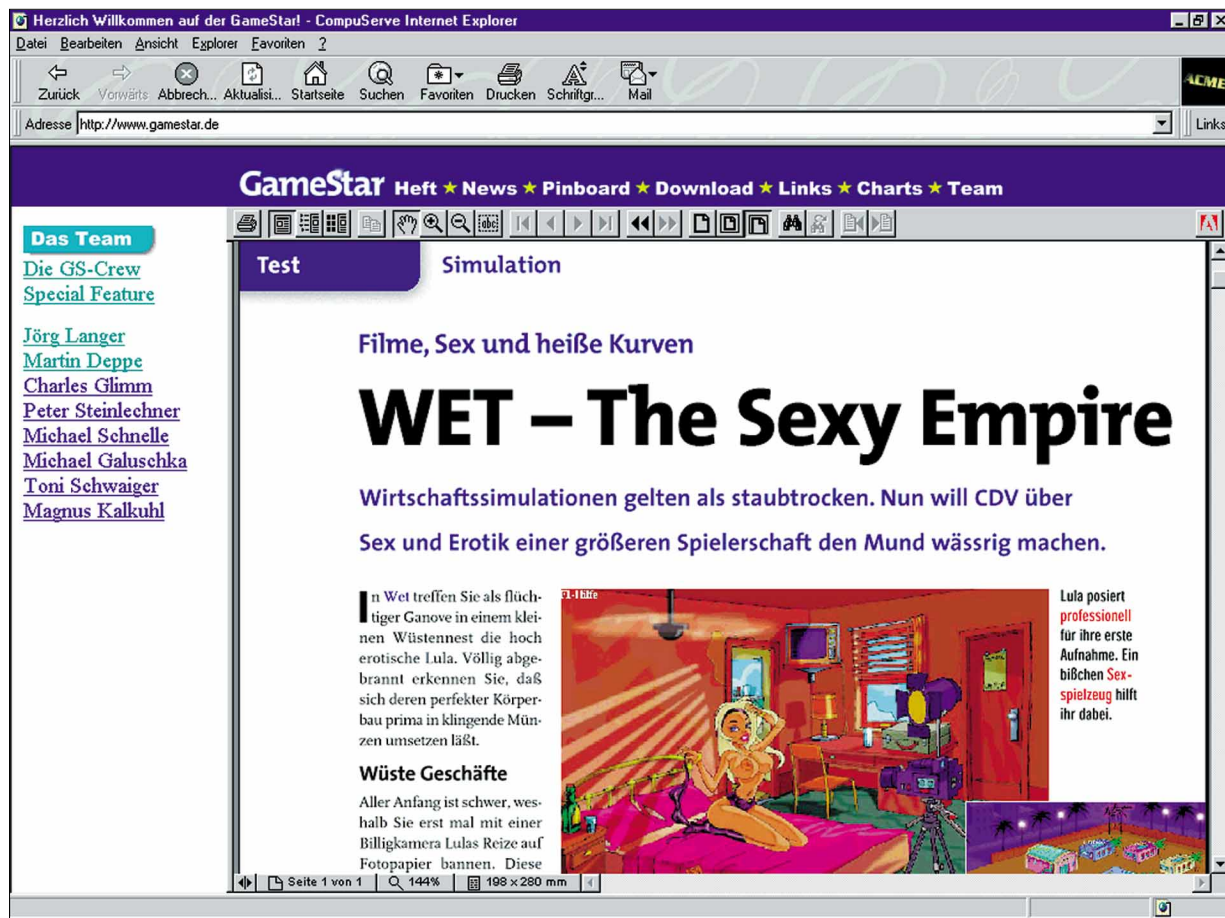 Herzlich Willkommen auf der GameStar! - CompuServe Internet Explorer
Datei Bearbeiten Ansicht Explorer Favoriten ?
Zurück Vorwärts Abbrech... Aktualisi... Startseite Suchen Favoriten Drucken Schriftgr... Mail
ACME
Adresse http://www.gamestar.de
Links
GameStar Heft ★ News ★ Pinboard ★ Download ★ Links ★ Charts ★ Team
Das Team
Die GS-Crew
Special Feature
Jörg Langer
Martin Deppe
Charles Glimm
Peter Steinlechner
Michael Schnelle
Michael Galuschka
Toni Schwaiger
Magnus Kalkuhl
abc
Test Simulation
Filme, Sex und heiße Kurven
WET – The Sexy Empire
Wirtschaftssimulationen gelten als staubtrocken. Nun will CDV über
Sex und Erotik einer größeren Spielerschaft den Mund wässrig machen.
In Wet treffen Sie als flüch-
tiger Ganove in einem klei-
nen Wüstennest die hoch
erotische Lula. Völlig abge-
brannt erkennen Sie, daß
sich deren perfekter Körper-
bau prima in klingende Mün-
zen umsetzen läßt.
Wüste Geschäfte
Aller Anfang ist schwer, wes-
halb Sie erst mal mit einer
Billigkamera Lulas Reize auf
Fotopapier bannen. Diese
F1-Hilfe
Lula posiert
professionell
für ihre erste
Aufnahme. Ein
bißchen Sex-
spielzeug hilft
ihr dabei.
Seite 1 von 1 144% 198 x 280 mm